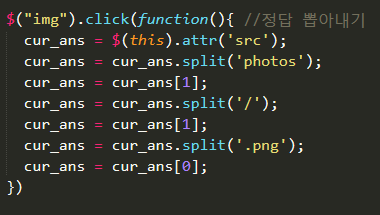 $("img").click(function(){ //정답 뽑아내기
  cur_ans = $(this).attr('src');
  cur_ans = cur_ans.split('photos');
  cur_ans = cur_ans[1];
  cur_ans = cur_ans.split('/');
  cur_ans = cur_ans[1];
  cur_ans = cur_ans.split('.png');
  cur_ans = cur_ans[0];
})